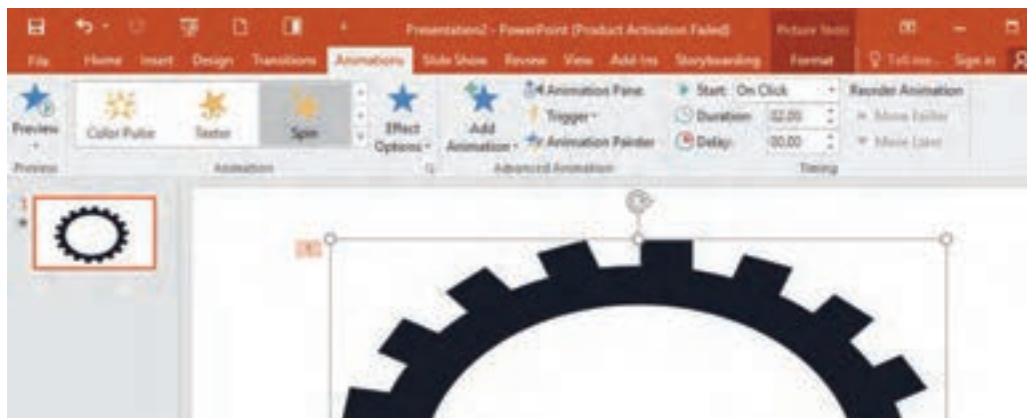 Presentation2 - PowerPoint (Product Activation Failed)
Picture Tools
File Home Insert Design Transitions Animations Slide Show Review View Add-Ins Storyboarding Format Tell me... Sign in
Preview
Color Pulse Teeter Spin
Effect Options
Add Animation
Animation Pane
Trigger
Animation Painter
Start: On Click
Duration: 02.00
Delay: 00.00
Reorder Animation
Move Earlier
Move Later
Preview Animation Advanced Animation Timing
1
1